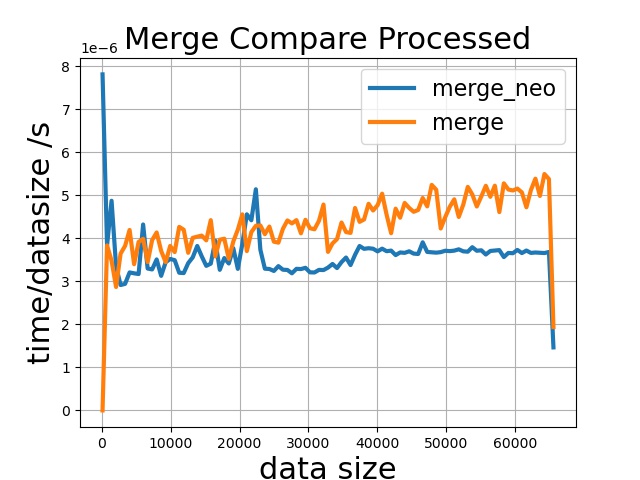 Merge Compare Processed
1e−6
merge_neo
merge
8
7
6
5
4
3
2
1
0
time/datasize /s
0 10000 20000 30000 40000 50000 60000
data size